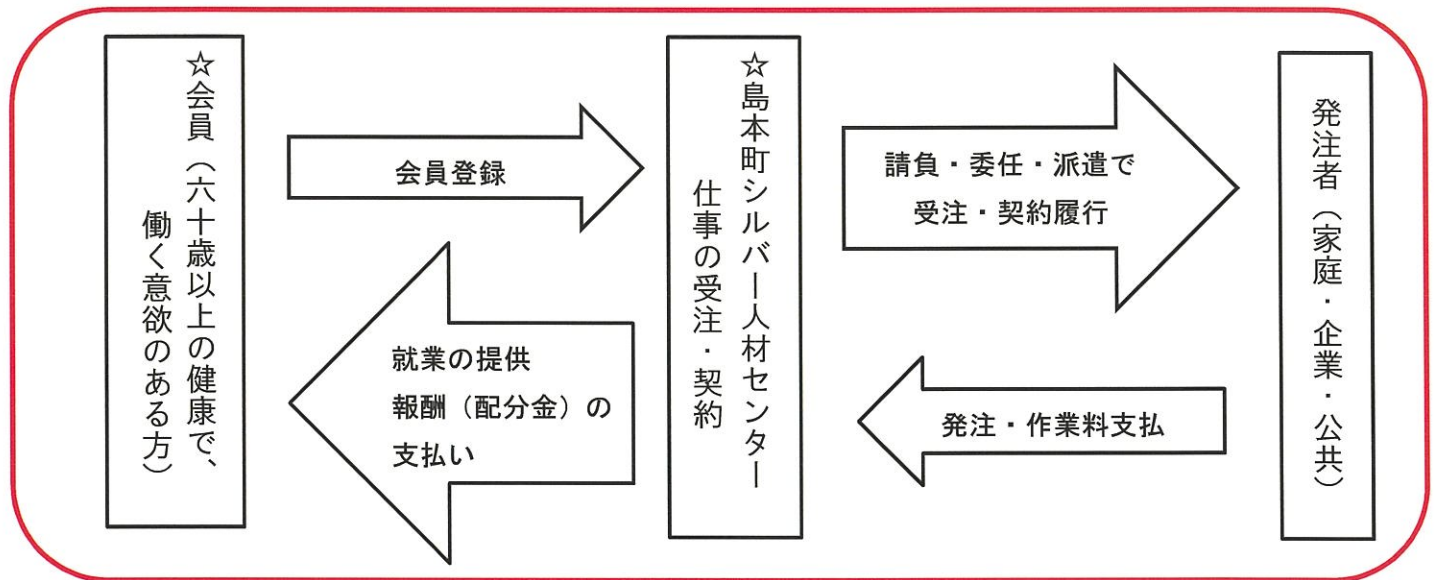 ☆会員（六十歳以上の健康で、
働く意欲のある方）
会員登録
就業の提供
報酬（配分金）の
支払い
☆島本町シルバー人材センター
仕事の受注・契約
請負・委任・派遣で
受注・契約履行
発注・作業料支払
発注者（家庭・企業・公共）